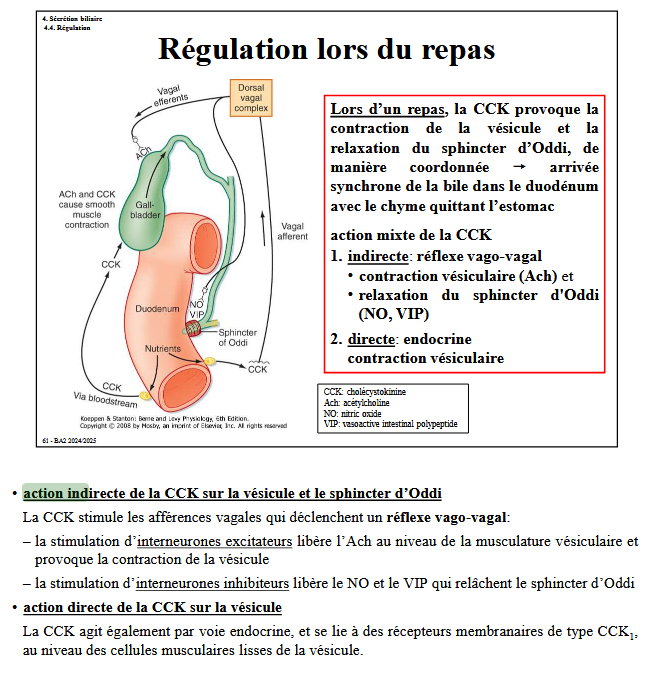 4. Sécrétion biliaire
4.4. Régulation
Régulation lors du repas
Vagal
efferents
Dorsal
vagal
complex
ACh
ACh and CCK
cause smooth
muscle
contraction
Gall-
bladder
Vagal
afferent
CCK
Duodenum
NO
VIP
Sphincter
of Oddi
Nutrients
CCK
CCK
Via bloodstream
Koeppen & Stanton: Berne and Levy Physiology, 6th Edition.
Copyright © 2008 by Mosby, an imprint of Elsevier, Inc. All rights reserved
Lors d'un repas, la CCK provoque la
contraction de la vésicule et la
relaxation du sphincter d'Oddi, de
manière coordonnée → arrivée
synchrone de la bile dans le duodénum
avec le chyme quittant l'estomac
action mixte de la CCK
1. indirecte: réflexe vago-vagal
• contraction vésiculaire (Ach) et
• relaxation du sphincter d'Oddi
(NO, VIP)
2. directe: endocrine
contraction vésiculaire
CCK: cholécystokinine
Ach: acétylcholine
NO: nitric oxide
VIP: vasoactive intestinal polypeptide
61 - BA2 2024/2025
• action indirecte de la CCK sur la vésicule et le sphincter d'Oddi
La CCK stimule les afférences vagales qui déclenchent un réflexe vago-vagal:
– la stimulation d'interneurones excitateurs libère l'Ach au niveau de la musculature vésiculaire et
provoque la contraction de la vésicule
– la stimulation d'interneurones inhibiteurs libère le NO et le VIP qui relâchent le sphincter d'Oddi
• action directe de la CCK sur la vésicule
La CCK agit également par voie endocrine, et se lie à des récepteurs membranaires de type CCK₁,
au niveau des cellules musculaires lisses de la vésicule.